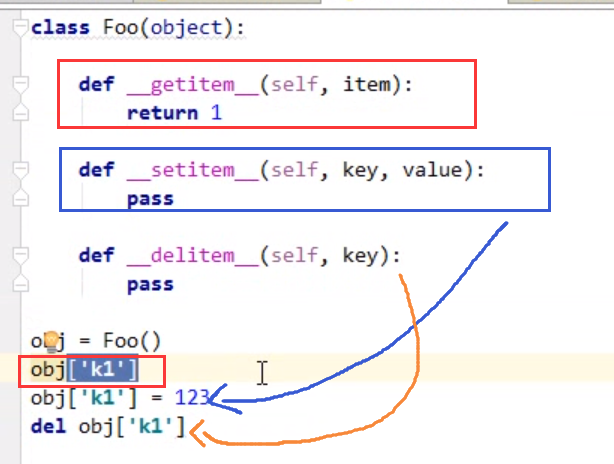 class Foo(object):
def __getitem__(self, item):
return 1
def __setitem__(self, key, value):
pass
def __delitem__(self, key):
pass
obj = Foo()
obj['k1']
obj['k1'] = 123
del obj['k1']